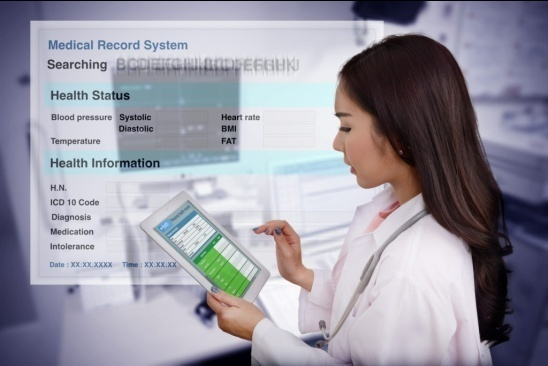 Medical Record System
Searching
Health Status
Blood pressure Systolic Heart rate
Diastolic BMI
Temperature FAT
Health Information
H.N.
ICD 10 Code
Diagnosis
Medication
Intolerance
Date : XX.XX.XXXX Time : XX.XX.XX